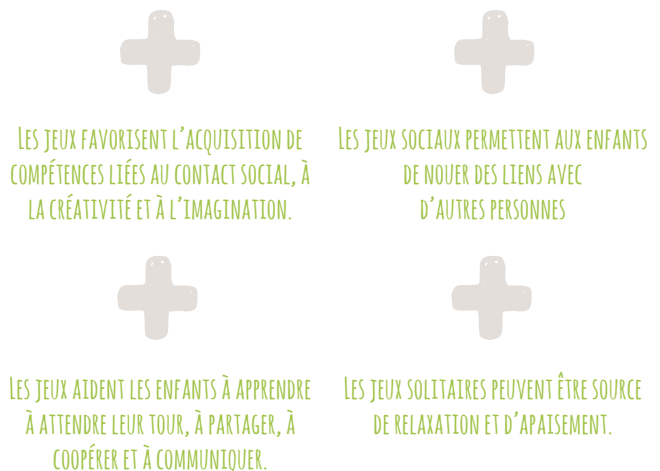 Les jeux favorisent l'acquisition de
compétences liées au contact social, à
la créativité et à l'imagination.
Les jeux sociaux permettent aux enfants
de nouer des liens avec
d'autres personnes
Les jeux aident les enfants à apprendre
à attendre leur tour, à partager, à
coopérer et à communiquer.
Les jeux solitaires peuvent être source
de relaxation et d'apaisement.